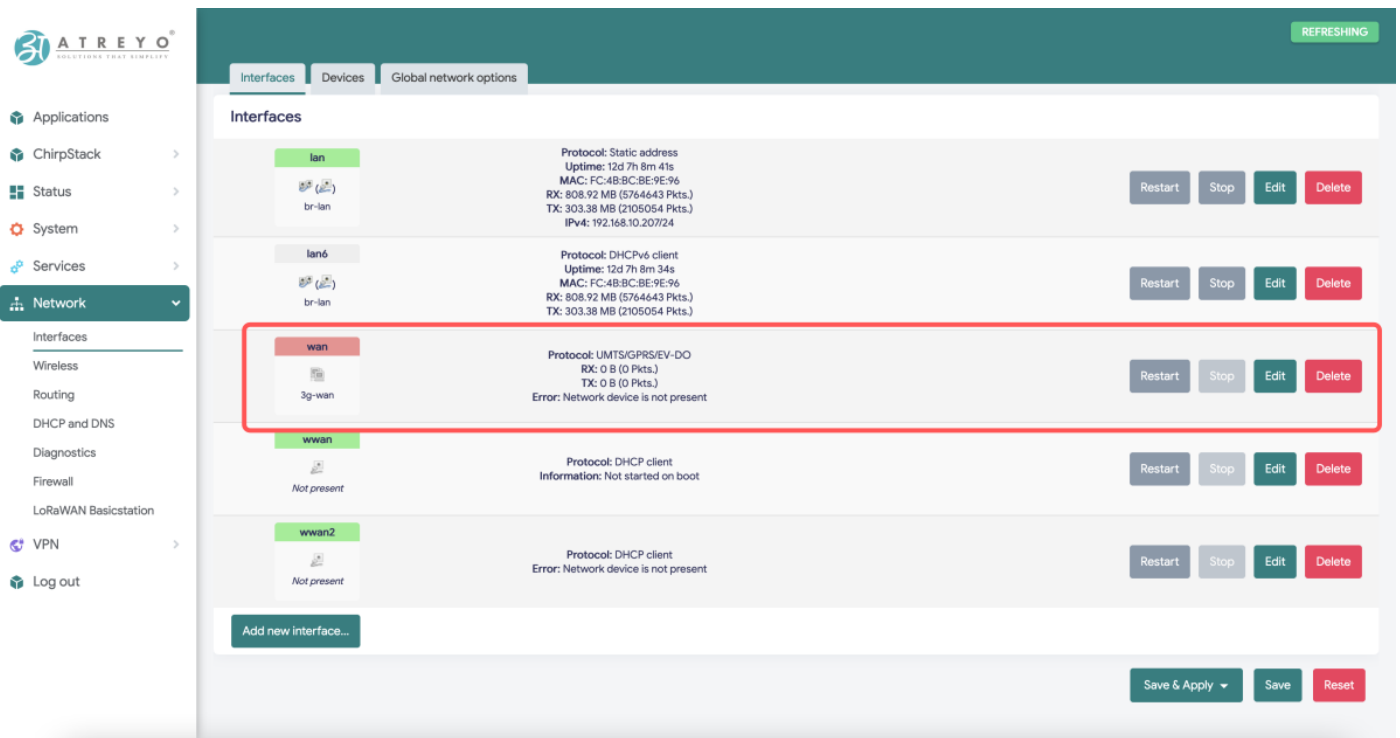 ATREYO®
SOLUTIONS THAT SIMPLIFY
REFRESHING
Interfaces
Devices
Global network options
Applications
ChirpStack
Status
System
Services
Network
Interfaces
Wireless
Routing
DHCP and DNS
Diagnostics
Firewall
LoRaWAN Basicstation
VPN
Log out
Interfaces
lan
br-lan
Protocol: Static address
Uptime: 12d 7h 8m 41s
MAC: FC:4B:BC:BE:9E:96
RX: 808.92 MB (5764643 Pkts.)
TX: 303.38 MB (2105054 Pkts.)
IPv4: 192.168.10.207/24
Restart Stop Edit Delete
lan6
br-lan
Protocol: DHCPv6 client
Uptime: 12d 7h 8m 34s
MAC: FC:4B:BC:BE:9E:96
RX: 808.92 MB (5764643 Pkts.)
TX: 303.38 MB (2105054 Pkts.)
Restart Stop Edit Delete
wan
3g-wan
Protocol: UMTS/GPRS/EV-DO
RX: 0 B (0 Pkts.)
TX: 0 B (0 Pkts.)
Error: Network device is not present
Restart Stop Edit Delete
wwan
Not present
Protocol: DHCP client
Information: Not started on boot
Restart Stop Edit Delete
wwan2
Not present
Protocol: DHCP client
Error: Network device is not present
Restart Stop Edit Delete
Add new interface...
Save & Apply Save Reset